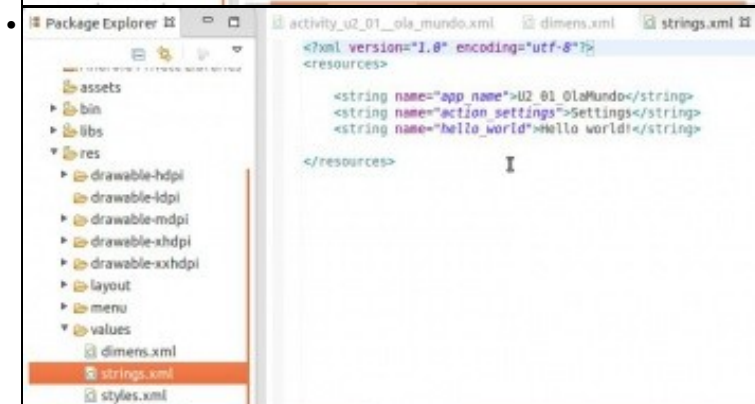 Package Explorer
assets
bin
libs
res
drawable-hdpi
drawable-ldpi
drawable-mdpi
drawable-xhdpi
drawable-xxhdpi
layout
menu
values
dimens.xml
strings.xml
styles.xml
activity_u2_01__ola_mundo.xml dimens.xml strings.xml
<?xml version="1.0" encoding="utf-8"?>
<resources>
<string name="app_name">U2_01_OlaMundo</string>
<string name="action_settings">Settings</string>
<string name="hello_world">Hello world!</string>
</resources>